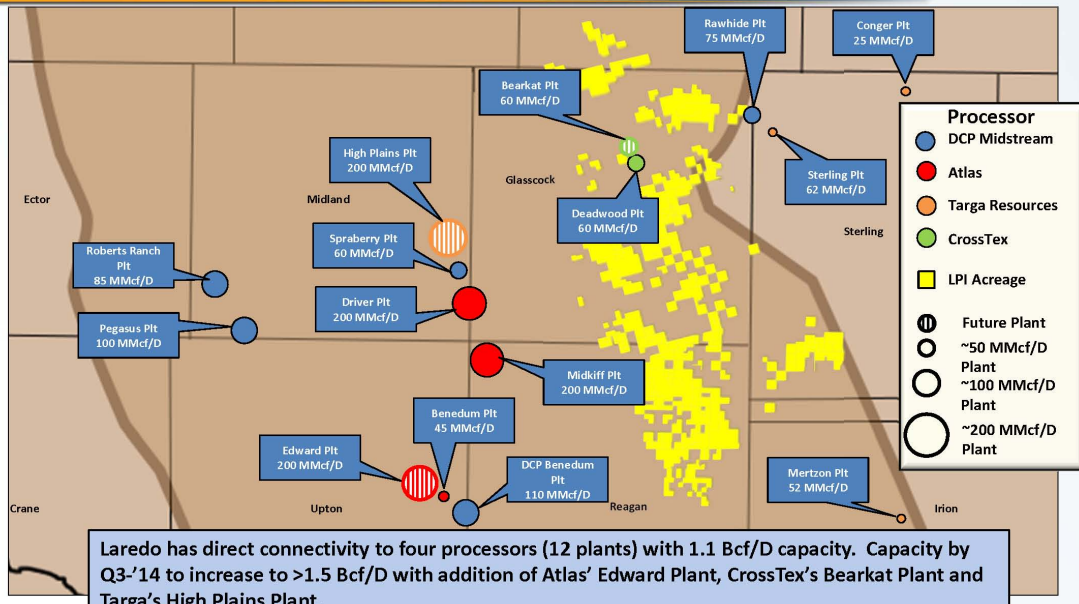 Rawhide Plt
75 MMcf/D
Conger Plt
25 MMcf/D
Bearkat Plt
60 MMcf/D
High Plains Plt
200 MMcf/D
Glasscock
Ector
Midland
Sterling Plt
62 MMcf/D
Deadwood Plt
60 MMcf/D
Spraberry Plt
60 MMcf/D
Sterling
Roberts Ranch
Plt
85 MMcf/D
Driver Plt
200 MMcf/D
Pegasus Plt
100 MMcf/D
Midkiff Plt
200 MMcf/D
Benedum Plt
45 MMcf/D
Edward Plt
200 MMcf/D
DCP Benedum
Plt
110 MMcf/D
Mertzon Plt
52 MMcf/D
Crane
Upton
Reagan
Irion
Processor
DCP Midstream
Atlas
Targa Resources
CrossTex
LPI Acreage
Future Plant
~50 MMcf/D
Plant
~100 MMcf/D
Plant
~200 MMcf/D
Plant
Laredo has direct connectivity to four processors (12 plants) with 1.1 Bcf/D capacity.  Capacity by
Q3-’14 to increase to >1.5 Bcf/D with addition of Atlas’ Edward Plant, CrossTex’s Bearkat Plant and
Targa’s High Plains Plant